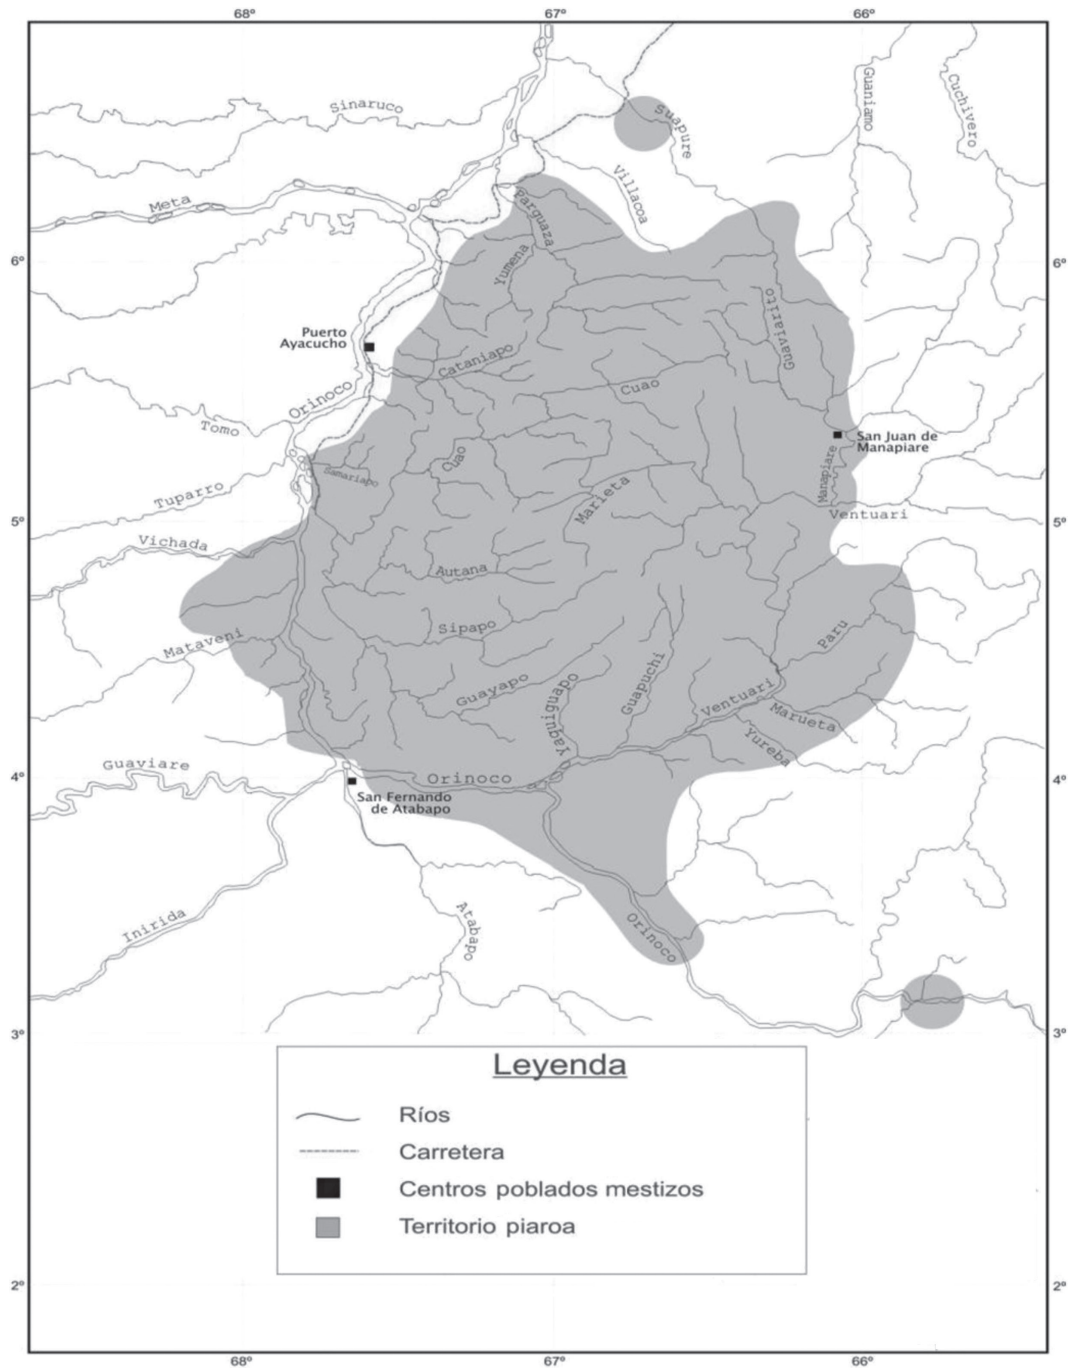 68º 67º 66º
Sinaruco
Suapure
Guaniamo
Cuchivero
Villacoa
Meta
Parguaza
6º 6º
Yumena
Guaviarito
Puerto
Ayacucho
Cataniapo
Cuao
Orinoco
Tomo
San Juan de
Manapiare
Cuao
Manapiare
Samariapo
Tuparro
Marieta
5º 5º
Ventuari
Vichada
Autana
Sipapo
Mataveni
Paru
Guayapo
Guapuchi
Yaquiguapo
Ventuari
Marueta
Yureba
Guaviare
4º 4º
Orinoco
San Fernando
de Atabapo
Inirida
Atabapo
Orinoco
3º 3º
Leyenda
Ríos
Carretera
Centros poblados mestizos
Territorio piaroa
2º 2º
68º 67º 66º